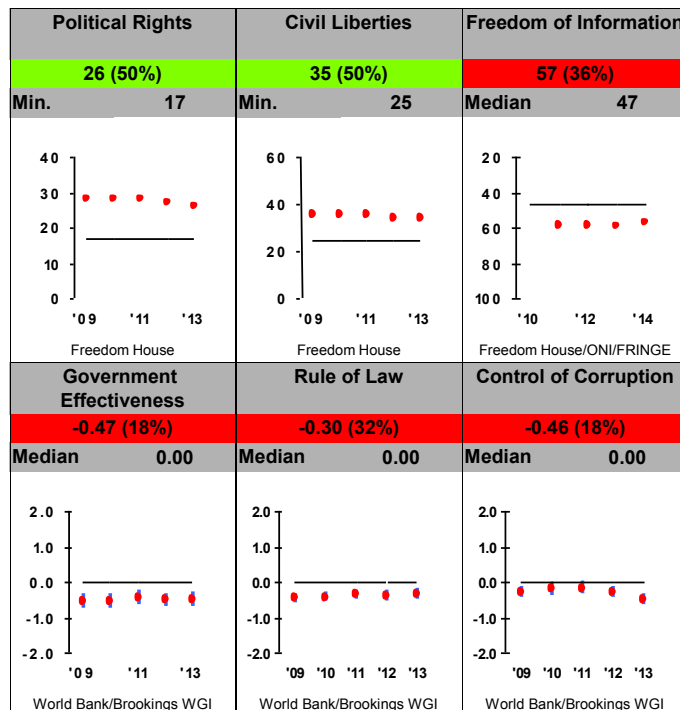 Political Rights
26 (50%)
Min. 17
40
30
20
10
0
'09 '11 '13
Freedom House
Civil Liberties
35 (50%)
Min. 25
60
40
20
0
'09 '11 '13
Freedom House
Freedom of Information
57 (36%)
Median 47
20
40
60
80
100
'10 '12 '14
Freedom House/ONI/FRINGE
Government
Effectiveness
-0.47 (18%)
Median 0.00
2.0
1.0
0.0
-1.0
-2.0
'09 '11 '13
World Bank/Brookings WGI
Rule of Law
-0.30 (32%)
Median 0.00
2.0
1.0
0.0
-1.0
-2.0
'09 '10 '11 '12 '13
World Bank/Brookings WGI
Control of Corruption
-0.46 (18%)
Median 0.00
2.0
1.0
0.0
-1.0
-2.0
'09 '10 '11 '12 '13
World Bank/Brookings WGI